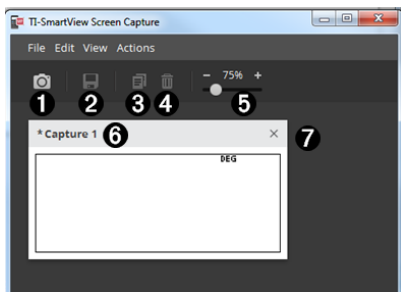 TI-SmartView Screen Capture
File Edit View Actions
− 75% +
1 2 3 4 5
*Capture 1 6 × 7
DEG